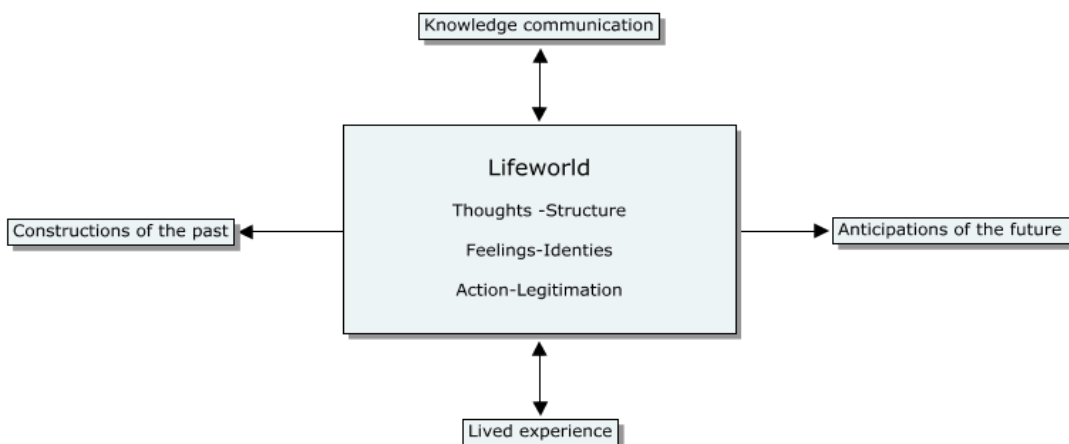 Knowledge communication
Lifeworld
Thoughts -Structure
Feelings-Identies
Action-Legitimation
Constructions of the past
Anticipations of the future
Lived experience